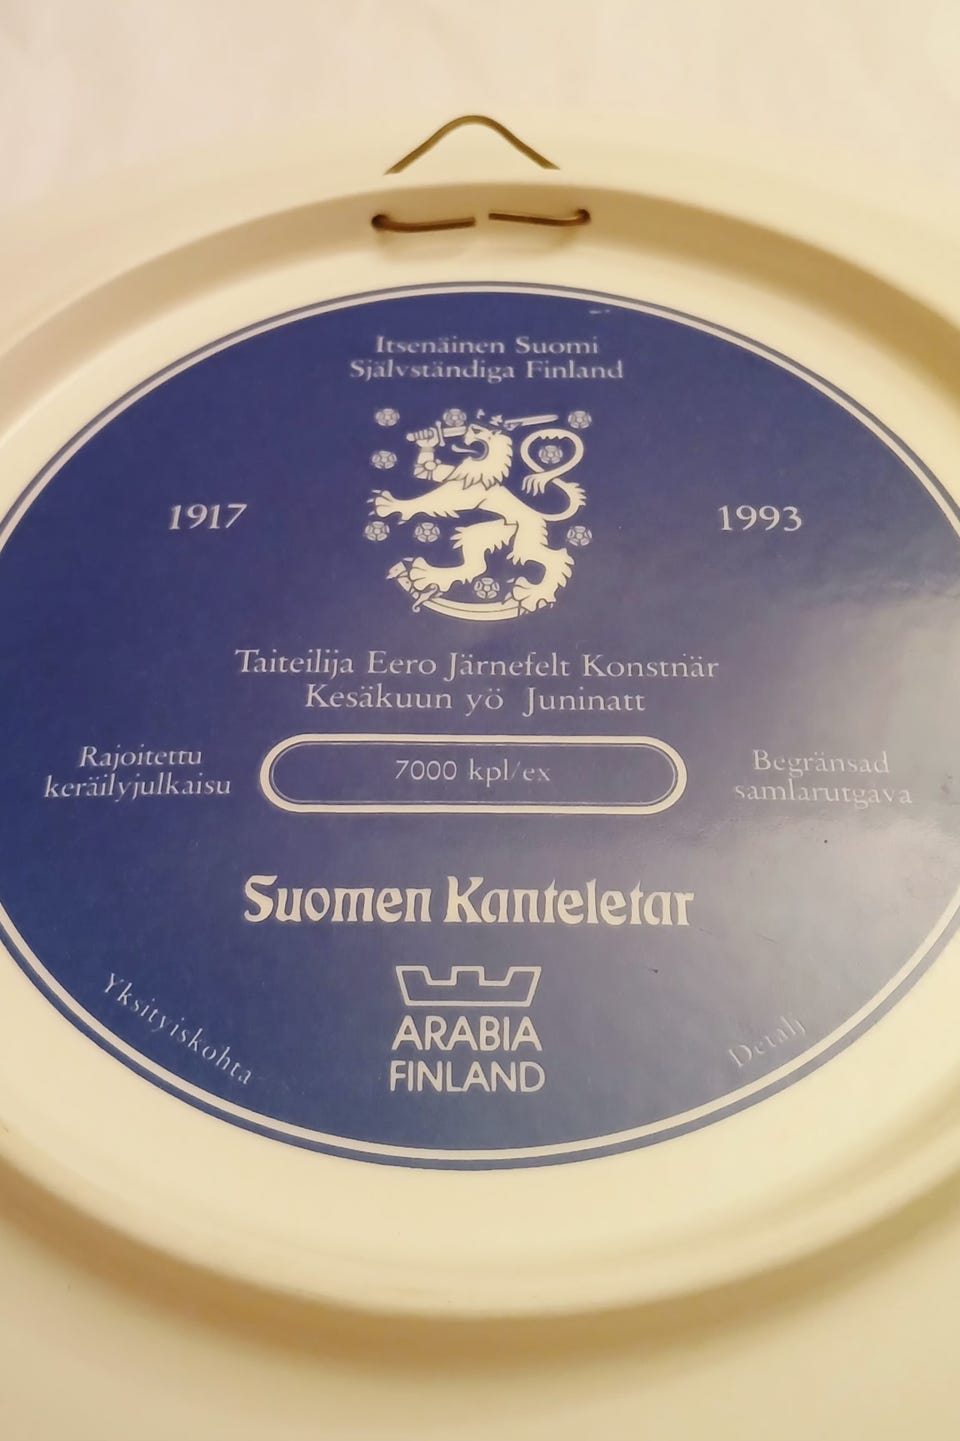 Itsenäinen Suomi
Självständiga Finland
1917
1993
Taiteilija Eero Järnefelt Konstnär
Kesäkuun yö Juninatt
Rajoitettu
keräilyjulkaisu
7000 kpl/ex
Begränsad
samlarutgåva
Suomen Kanteletar
ARABIA
FINLAND
Yksityiskohta
Detalj